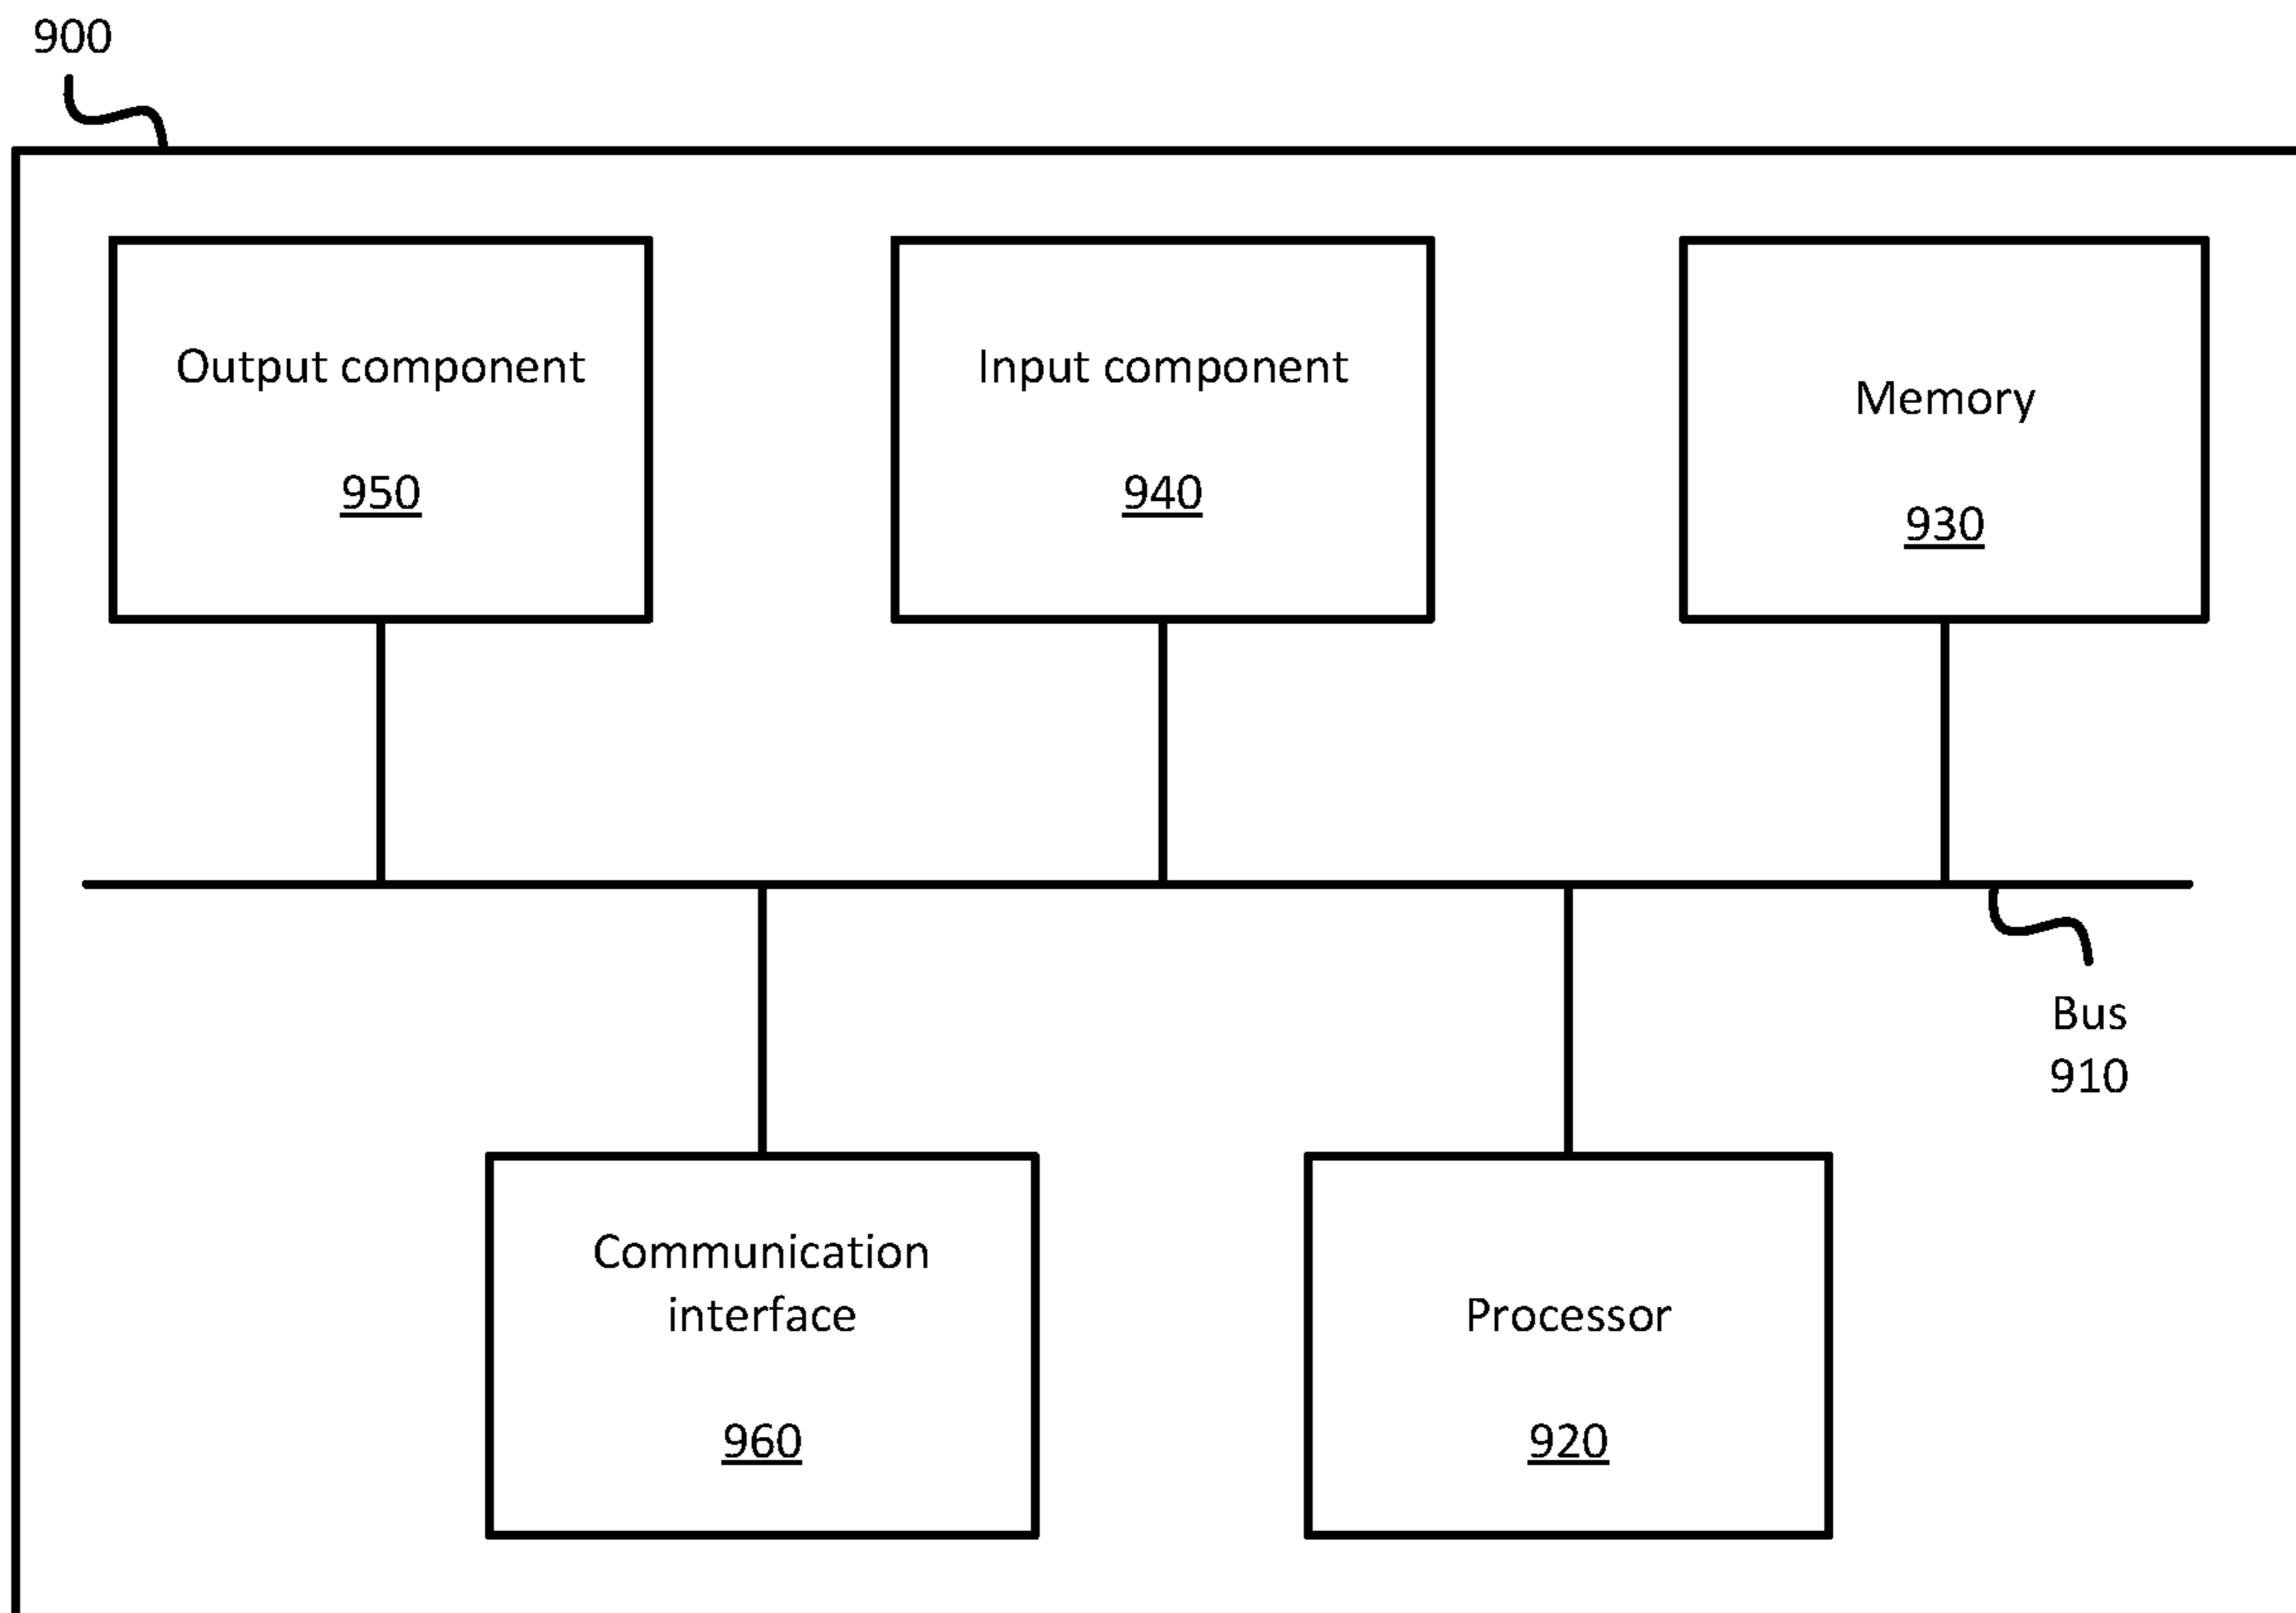 900
Output component
950
Input component
940
Memory
930
Bus
910
Communication
interface
960
Processor
920